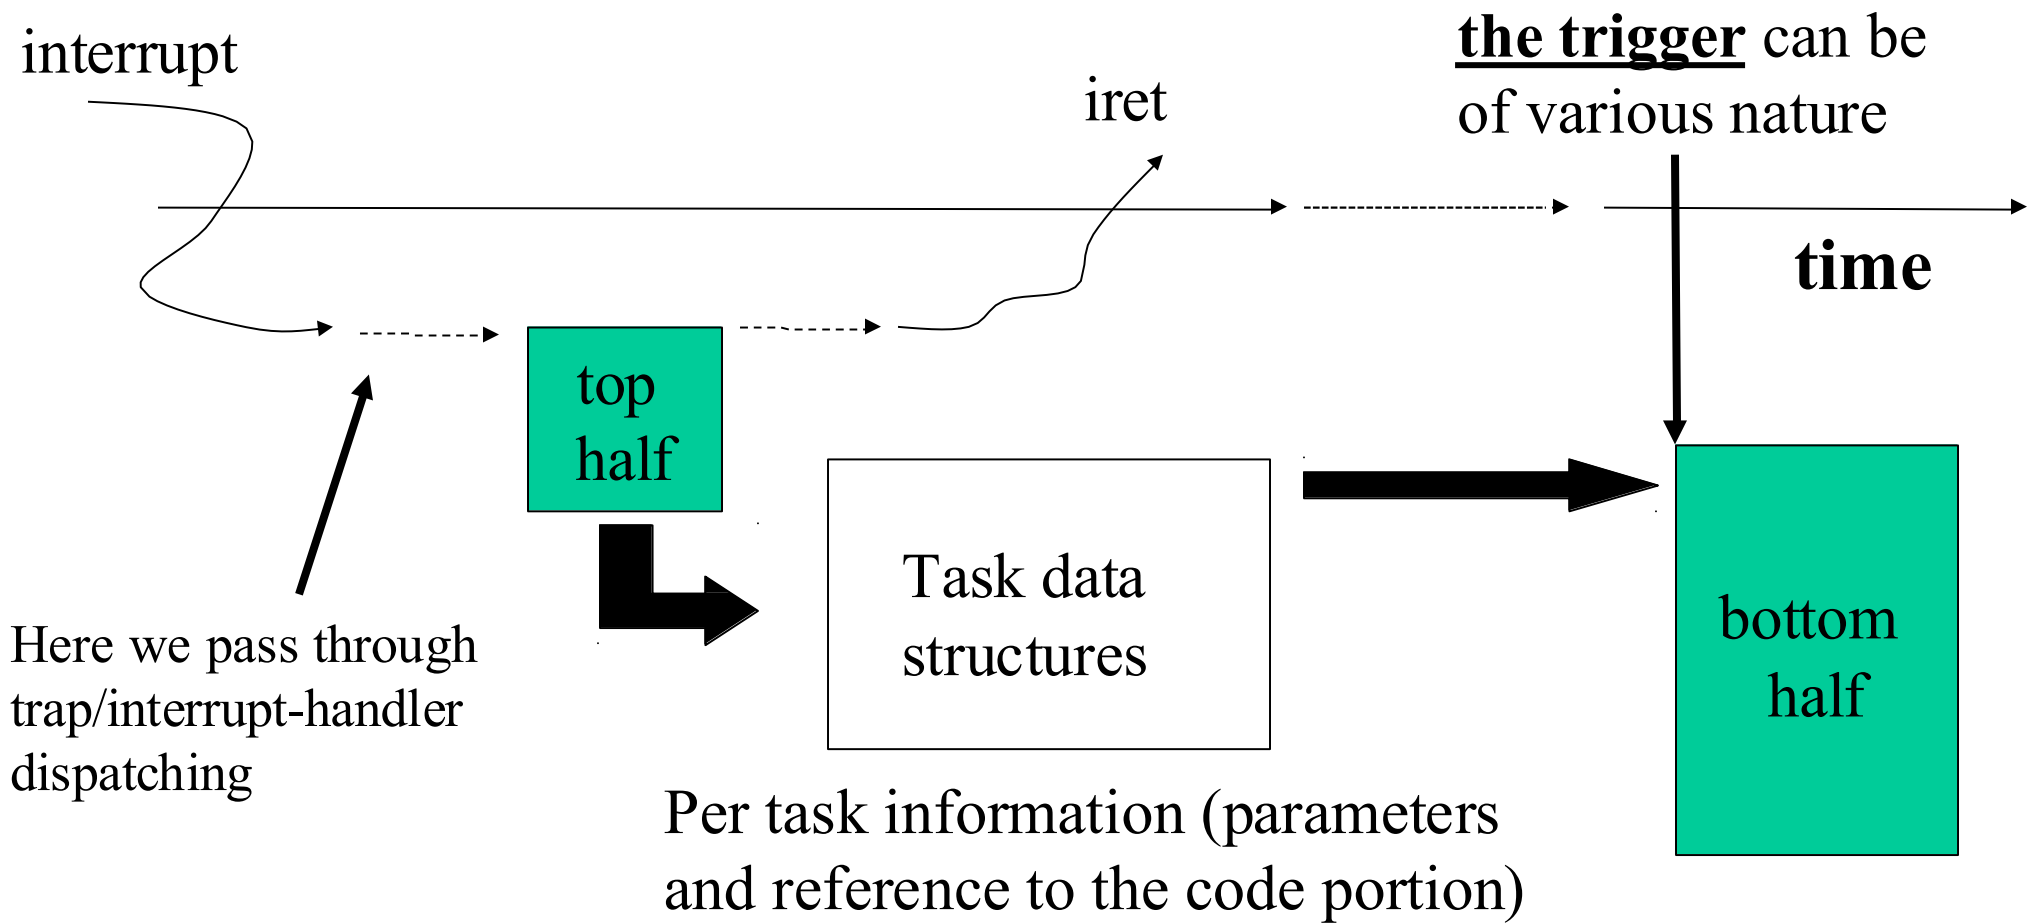 interrupt
iret
the trigger can be
of various nature
time
top
half
Task data
structures
bottom
half
Here we pass through
trap/interrupt-handler
dispatching
Per task information (parameters
and reference to the code portion)